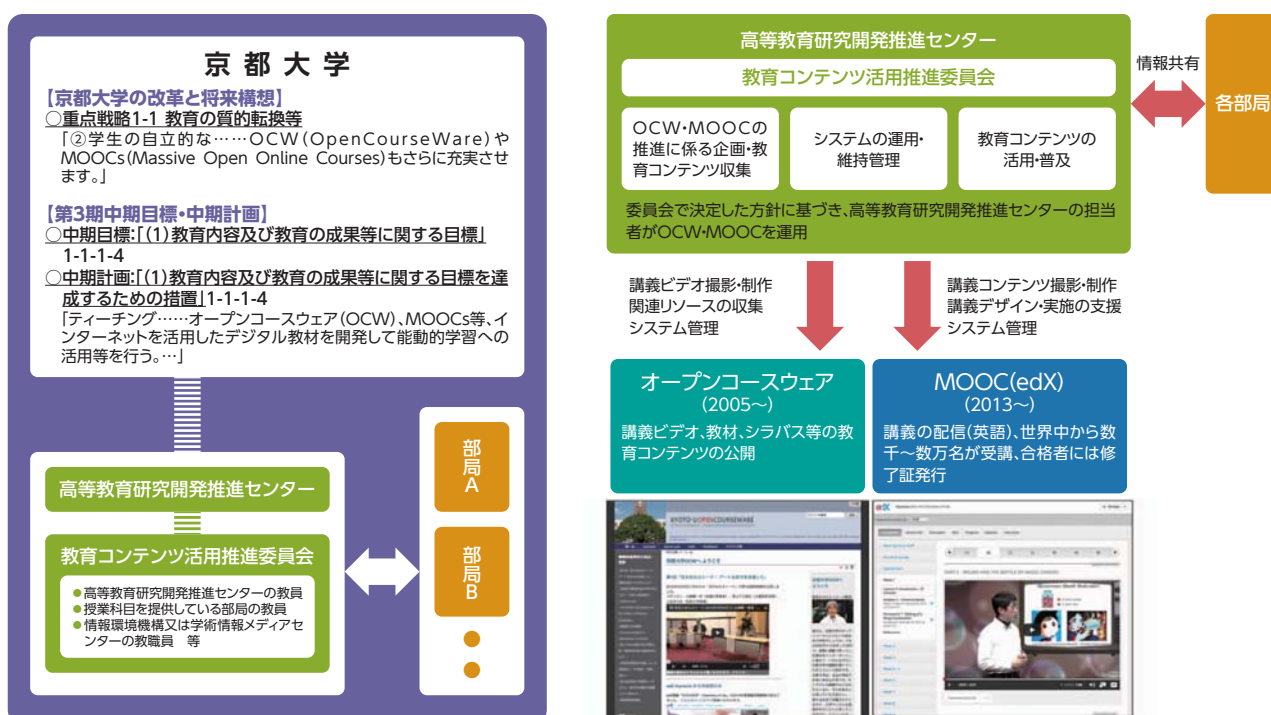 京都大学
【京都大学の改革と将来構想】
○重点戦略1-1 教育の質的転換等
「②学生の自立的な……OCW(OpenCourseWare)や
MOOCs(Massive Open Online Courses)もさらに充実させ
ます。」
【第3期中期目標・中期計画】
○中期目標:「(1)教育内容及び教育の成果等に関する目標」
1-1-1-4
○中期計画:「(1)教育内容及び教育の成果等に関する目標を達
成するための措置」1-1-1-4
「ティーチング……オープンコースウェア(OCW)、MOOCs等、イ
ンターネットを活用したデジタル教材を開発して能動的学習への
活用等を行う。…」
高等教育研究開発推進センター
教育コンテンツ活用推進委員会
●高等教育研究開発推進センターの教員
●授業科目を提供している部局の教員
●情報環境機構又は学術情報メディアセ
ンターの教職員 等
部局A
部局B
高等教育研究開発推進センター
教育コンテンツ活用推進委員会
OCW・MOOCの
推進に係る企画・教
育コンテンツ収集
システムの運用・
維持管理
教育コンテンツの
活用・普及
委員会で決定した方針に基づき、高等教育研究開発推進センターの担当
者がOCW・MOOCを運用
情報共有
各部局
講義ビデオ撮影・制作
関連リソースの収集
システム管理
講義コンテンツ撮影・制作
講義デザイン・実施の支援
システム管理
オープンコースウェア
(2005〜)
講義ビデオ、教材、シラバス等の教
育コンテンツの公開
MOOC(edX)
(2013〜)
講義の配信(英語)、世界中から数
千〜数万名が受講、合格者には修
了証発行
KYOTO-U OPENCOURSEWARE